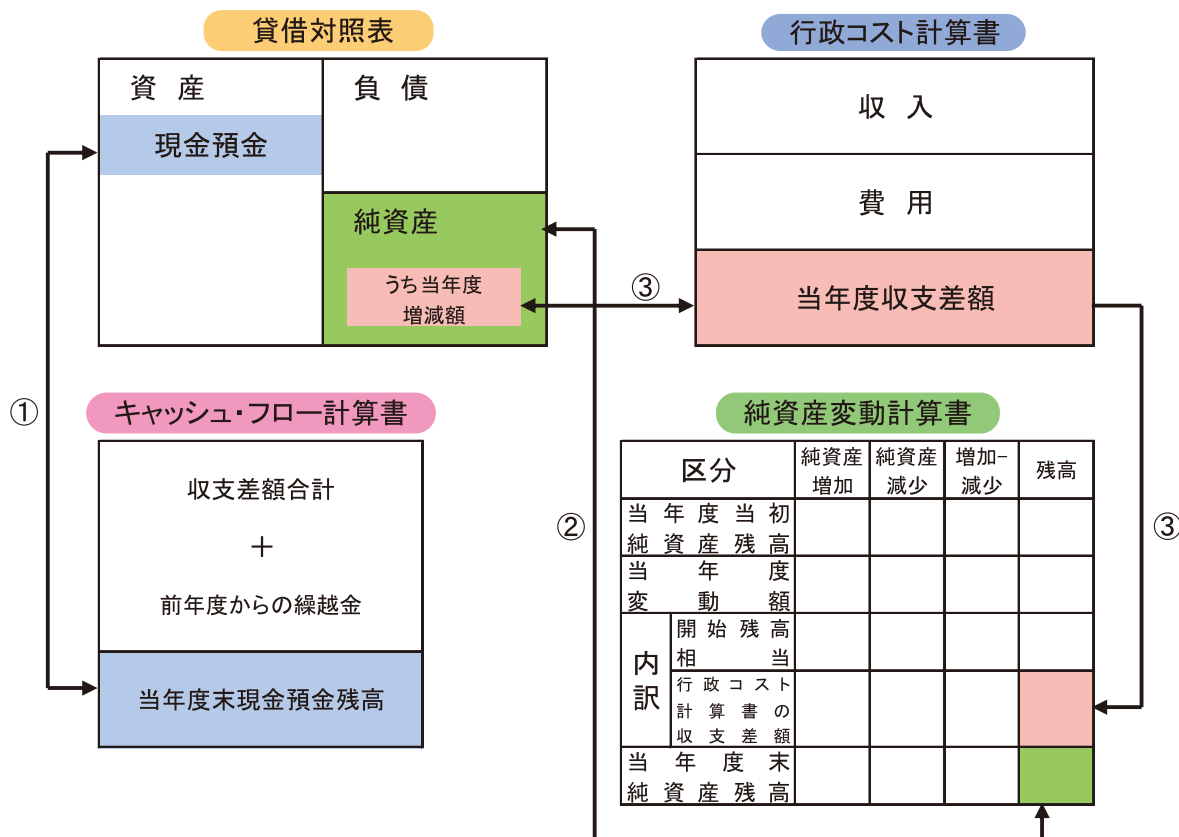 貸借対照表
資産
現金預金
負債
純資産
うち当年度
増減額
行政コスト計算書
収入
費用
当年度収支差額
③
①
キャッシュ・フロー計算書
収支差額合計
＋
前年度からの繰越金
当年度末現金預金残高
②
純資産変動計算書
区分
純資産
増加
純資産
減少
増加−
減少
残高
当年度当初
純資産残高
当年度
変動額
内訳
開始残高
相当
行政コスト
計算書の
収支差額
当年度末
純資産残高
③